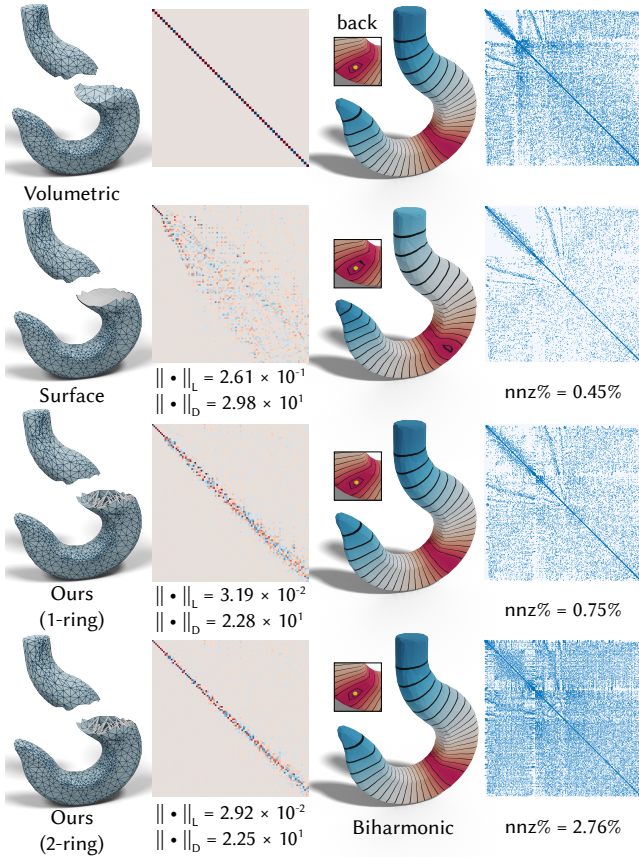 back
Volumetric
Surface
|| • ||L = 2.61 × 10-1
|| • ||D = 2.98 × 101
nnz% = 0.45%
Ours
(1-ring)
|| • ||L = 3.19 × 10-2
|| • ||D = 2.28 × 101
nnz% = 0.75%
Ours
(2-ring)
|| • ||L = 2.92 × 10-2
|| • ||D = 2.25 × 101
Biharmonic
nnz% = 2.76%